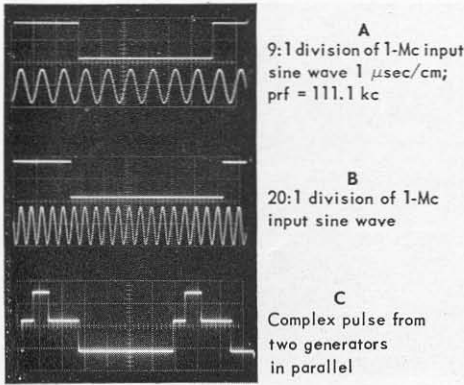 A
9:1 division of 1-Mc input
sine wave 1 μsec/cm;
prf = 111.1 kc
B
20:1 division of 1-Mc
input sine wave
C
Complex pulse from
two generators
in parallel